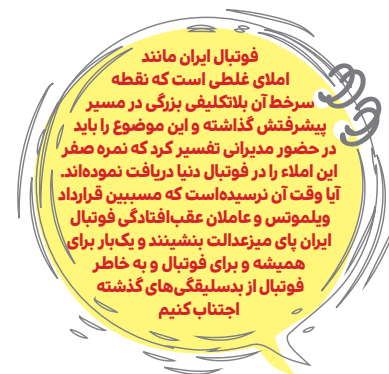 فوتبال ایران مانند
املای غلطی است که نقطه
سرخط آن بلاتکلیفی بزرگی در مسیر
پیشرفتش گذاشته و این موضوع را باید
در حضور مدیرانی تفسیر کرد که نمره صفر
این املاء را در فوتبال دنیا دریافت نموده‌اند.
آیا وقت آن نرسیده‌است که مسببین قرارداد
ویلموتس و عاملان عقب‌افتادگی فوتبال
ایران پای میزعدالت بنشینند و یک‌بار برای
همیشه و برای فوتبال و به خاطر
فوتبال از بدسلیقگی‌های گذشته
اجتناب کنیم